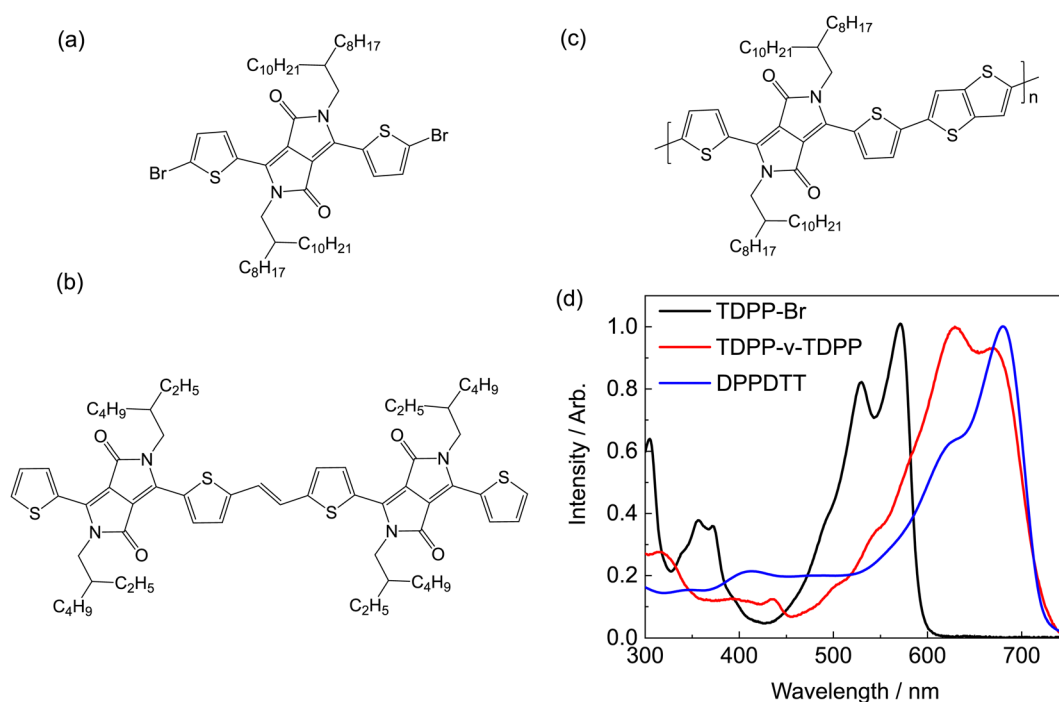 (a)
C8H17
C10H21
O
N
S
Br
Br
S
N
O
C10H21
C8H17
(b)
C2H5
C4H9
C4H9
C2H5
O
N
S
O
N
S
S
N
O
S
N
O
C2H5
C4H9
C4H9
C2H5
(c)
C8H17
C10H21
O
N
S
S
n
S
N
O
S
C10H21
C8H17
(d)
TDPP-Br
TDPP-v-TDPP
DPPDTT
1.0
0.8
0.6
0.4
0.2
0.0
Intensity / Arb.
300 400 500 600 700
Wavelength / nm